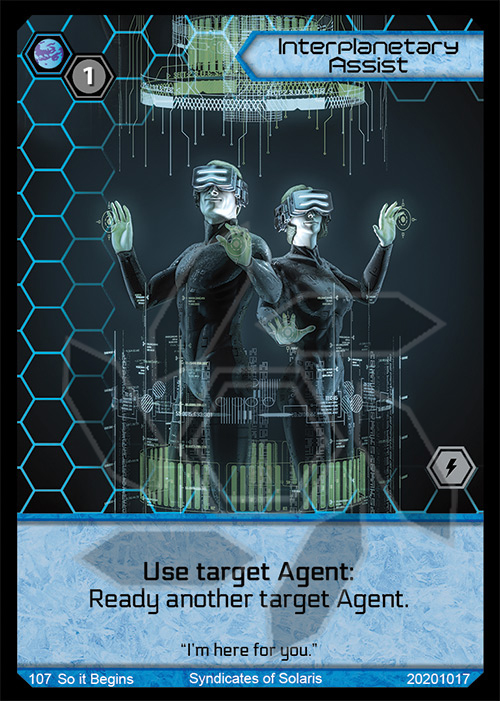 Interplanetary
Assist
1
Use target Agent:
Ready another target Agent.
“I'm here for you.”
107 So it Begins Syndicates of Solaris 20201017